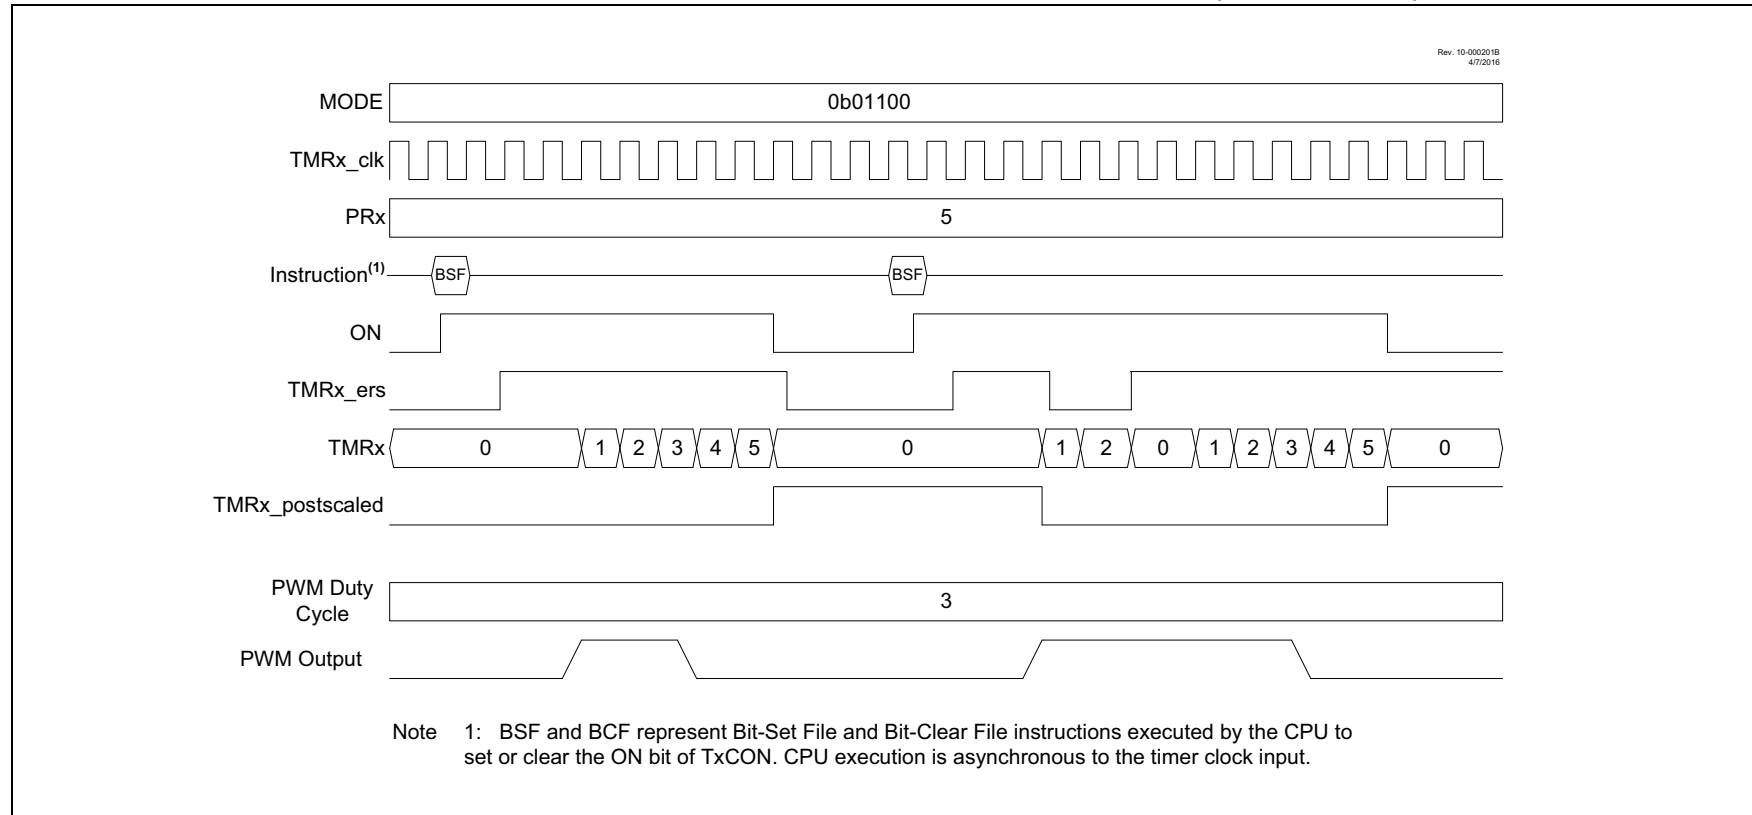 Rev. 10-000201B
4/7/2016
MODE 0b01100
TMRx_clk
PRx 5
Instruction(1) BSF BSF
ON
TMRx_ers
TMRx 0 1 2 3 4 5 0 1 2 0 1 2 3 4 5 0
TMRx_postscaled
PWM Duty
Cycle 3
PWM Output
Note 1: BSF and BCF represent Bit-Set File and Bit-Clear File instructions executed by the CPU to
set or clear the ON bit of TxCON. CPU execution is asynchronous to the timer clock input.